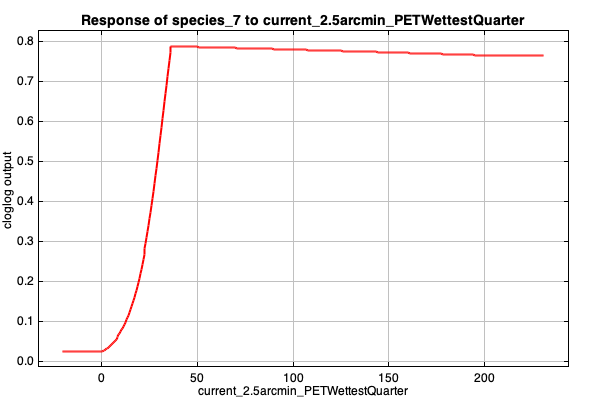 Response of species_7 to current_2.5arcmin_PETWettestQuarter
0.8
0.7
0.6
0.5
0.4
0.3
0.2
0.1
0.0
cloglog output
0 50 100 150 200
current_2.5arcmin_PETWettestQuarter